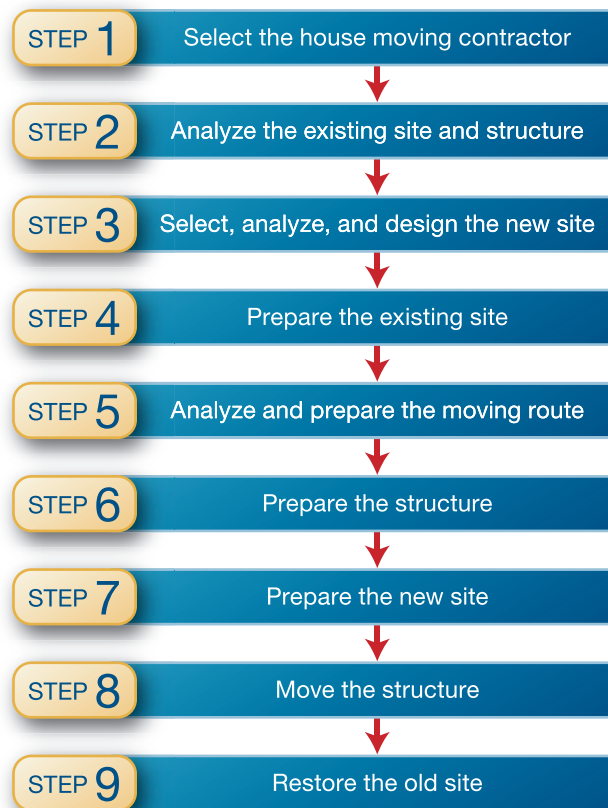 STEP 1 Select the house moving contractor
STEP 2 Analyze the existing site and structure
STEP 3 Select, analyze, and design the new site
STEP 4 Prepare the existing site
STEP 5 Analyze and prepare the moving route
STEP 6 Prepare the structure
STEP 7 Prepare the new site
STEP 8 Move the structure
STEP 9 Restore the old site